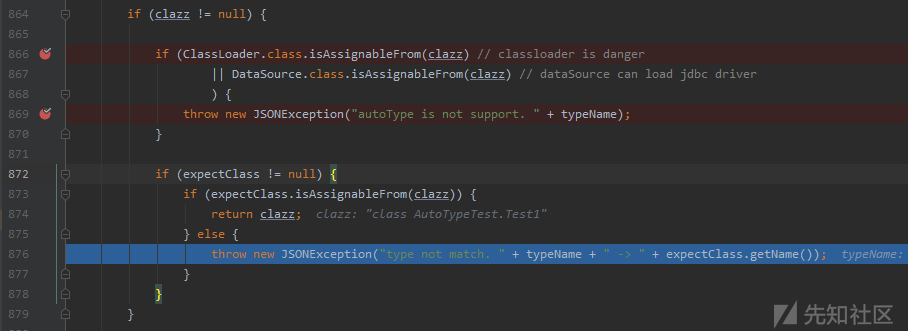 864 if (clazz != null) {
865
866 if (ClassLoader.class.isAssignableFrom(clazz) // classloader is danger
867 || DataSource.class.isAssignableFrom(clazz) // dataSource can load jdbc driver
868 ) {
869 throw new JSONException("autoType is not support. " + typeName);
870 }
871
872 if (expectClass != null) {
873 if (expectClass.isAssignableFrom(clazz)) {
874 return clazz; clazz: "class AutoTypeTest.Test1"
875 } else {
876 throw new JSONException("type not match. " + typeName + " -> " + expectClass.getName()); typeName:
877 }
878 }
879 }
先知社区